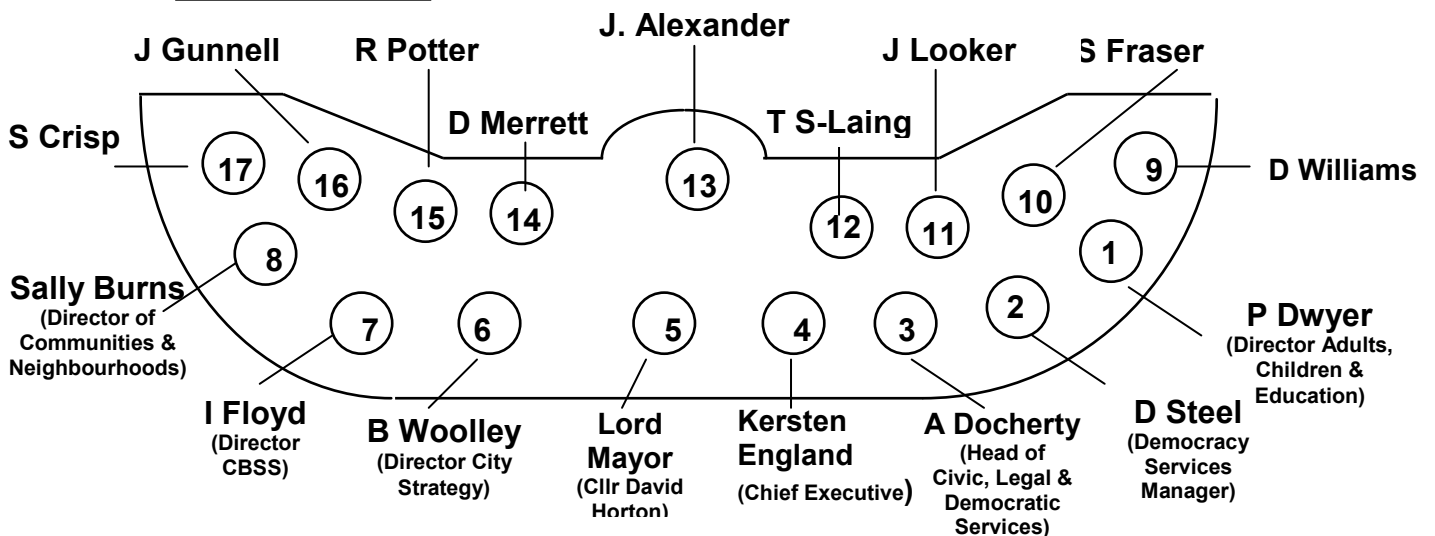 J. Alexander
J Gunnell
R Potter
J Looker
S Fraser
S Crisp
D Merrett
T S-Laing
D Williams
17
16
15
14
13
12
11
10
9
8
7
6
5
4
3
2
1
Sally Burns
(Director of
Communities &
Neighbourhoods)
I Floyd
(Director
CBSS)
B Woolley
(Director City
Strategy)
Lord
Mayor
(Cllr David
Horton)
Kersten
England
(Chief Executive)
A Docherty
(Head of
Civic, Legal &
Democratic
Services)
D Steel
(Democracy
Services
Manager)
P Dwyer
(Director Adults,
Children &
Education)